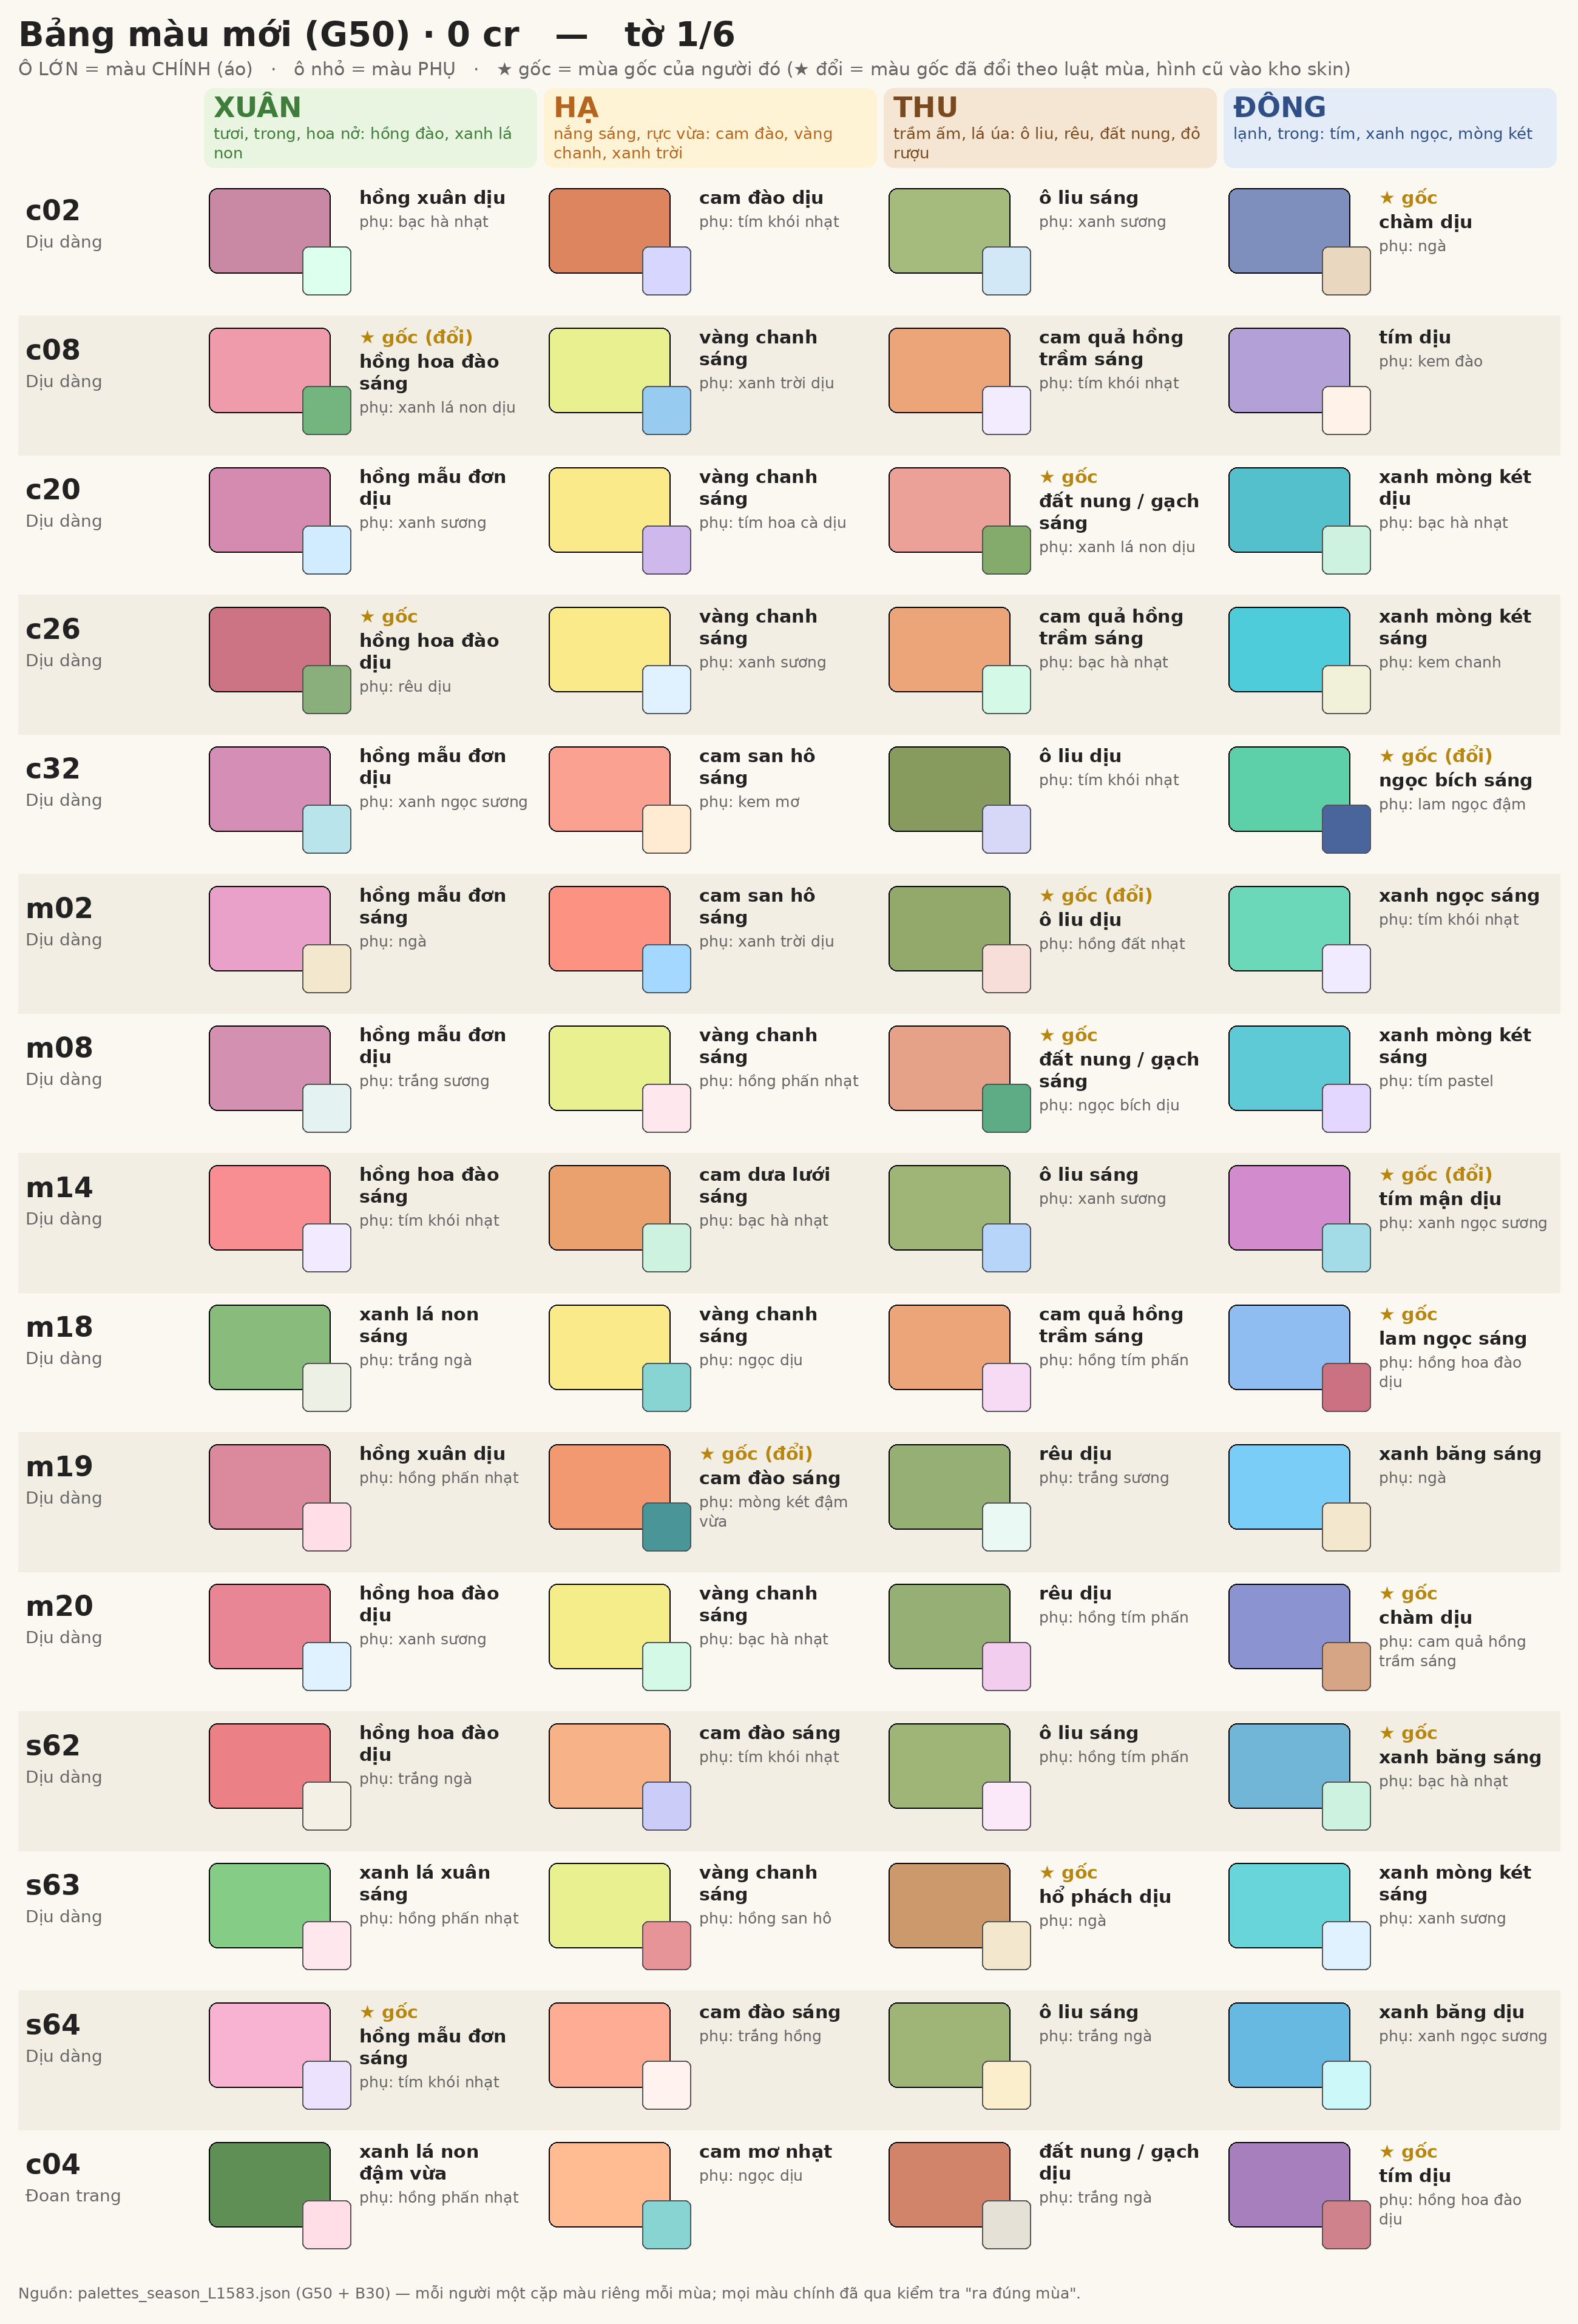 Bảng màu mới (G50) · 0 cr — tờ 1/6
Ô LỚN = màu CHÍNH (áo) · ô nhỏ = màu PHỤ · ★ gốc = mùa gốc của người đó (★ đổi = màu gốc đã đổi theo luật mùa, hình cũ vào kho skin)
XUÂN
tươi, trong, hoa nở: hồng đào, xanh lá
non
HẠ
nắng sáng, rực vừa: cam đào, vàng
chanh, xanh trời
THU
trầm ấm, lá úa: ô liu, rêu, đất nung, đỏ
rượu
ĐÔNG
lạnh, trong: tím, xanh ngọc, mòng két
c02
Dịu dàng
hồng xuân dịu
phụ: bạc hà nhạt
cam đào dịu
phụ: tím khói nhạt
ô liu sáng
phụ: xanh sương
★ gốc
chàm dịu
phụ: ngà
c08
Dịu dàng
★ gốc (đổi)
hồng hoa đào
sáng
phụ: xanh lá non dịu
vàng chanh
sáng
phụ: xanh trời dịu
cam quả hồng
trầm sáng
phụ: tím khói nhạt
tím dịu
phụ: kem đào
c20
Dịu dàng
hồng mẫu đơn
dịu
phụ: xanh sương
vàng chanh
sáng
phụ: tím hoa cà dịu
★ gốc
đất nung / gạch
sáng
phụ: xanh lá non dịu
xanh mòng két
dịu
phụ: bạc hà nhạt
c26
Dịu dàng
★ gốc
hồng hoa đào
dịu
phụ: rêu dịu
vàng chanh
sáng
phụ: xanh sương
cam quả hồng
trầm sáng
phụ: bạc hà nhạt
xanh mòng két
sáng
phụ: kem chanh
c32
Dịu dàng
hồng mẫu đơn
dịu
phụ: xanh ngọc sương
cam san hô
sáng
phụ: kem mơ
ô liu dịu
phụ: tím khói nhạt
★ gốc (đổi)
ngọc bích sáng
phụ: lam ngọc đậm
m02
Dịu dàng
hồng mẫu đơn
sáng
phụ: ngà
cam san hô
sáng
phụ: xanh trời dịu
★ gốc (đổi)
ô liu dịu
phụ: hồng đất nhạt
xanh ngọc sáng
phụ: tím khói nhạt
m08
Dịu dàng
hồng mẫu đơn
dịu
phụ: trắng sương
vàng chanh
sáng
phụ: hồng phấn nhạt
★ gốc
đất nung / gạch
sáng
phụ: ngọc bích dịu
xanh mòng két
sáng
phụ: tím pastel
m14
Dịu dàng
hồng hoa đào
sáng
phụ: tím khói nhạt
cam dưa lưới
sáng
phụ: bạc hà nhạt
ô liu sáng
phụ: xanh sương
★ gốc (đổi)
tím mận dịu
phụ: xanh ngọc sương
m18
Dịu dàng
xanh lá non
sáng
phụ: trắng ngà
vàng chanh
sáng
phụ: ngọc dịu
cam quả hồng
trầm sáng
phụ: hồng tím phấn
★ gốc
lam ngọc sáng
phụ: hồng hoa đào
dịu
m19
Dịu dàng
hồng xuân dịu
phụ: hồng phấn nhạt
★ gốc (đổi)
cam đào sáng
phụ: mòng két đậm
vừa
rêu dịu
phụ: trắng sương
xanh băng sáng
phụ: ngà
m20
Dịu dàng
hồng hoa đào
dịu
phụ: xanh sương
vàng chanh
sáng
phụ: bạc hà nhạt
rêu dịu
phụ: hồng tím phấn
★ gốc
chàm dịu
phụ: cam quả hồng
trầm sáng
s62
Dịu dàng
hồng hoa đào
dịu
phụ: trắng ngà
cam đào sáng
phụ: tím khói nhạt
ô liu sáng
phụ: hồng tím phấn
★ gốc
xanh băng sáng
phụ: bạc hà nhạt
s63
Dịu dàng
xanh lá xuân
sáng
phụ: hồng phấn nhạt
vàng chanh
sáng
phụ: hồng san hô
★ gốc
hổ phách dịu
phụ: ngà
xanh mòng két
sáng
phụ: xanh sương
s64
Dịu dàng
★ gốc
hồng mẫu đơn
sáng
phụ: tím khói nhạt
cam đào sáng
phụ: trắng hồng
ô liu sáng
phụ: trắng ngà
xanh băng dịu
phụ: xanh ngọc sương
c04
Đoan trang
xanh lá non
đậm vừa
phụ: hồng phấn nhạt
cam mơ nhạt
phụ: ngọc dịu
đất nung / gạch
dịu
phụ: trắng ngà
★ gốc
tím dịu
phụ: hồng hoa đào
dịu
Nguồn: palettes_season_L1583.json (G50 + B30) — mỗi người một cặp màu riêng mỗi mùa; mọi màu chính đã qua kiểm tra "ra đúng mùa".